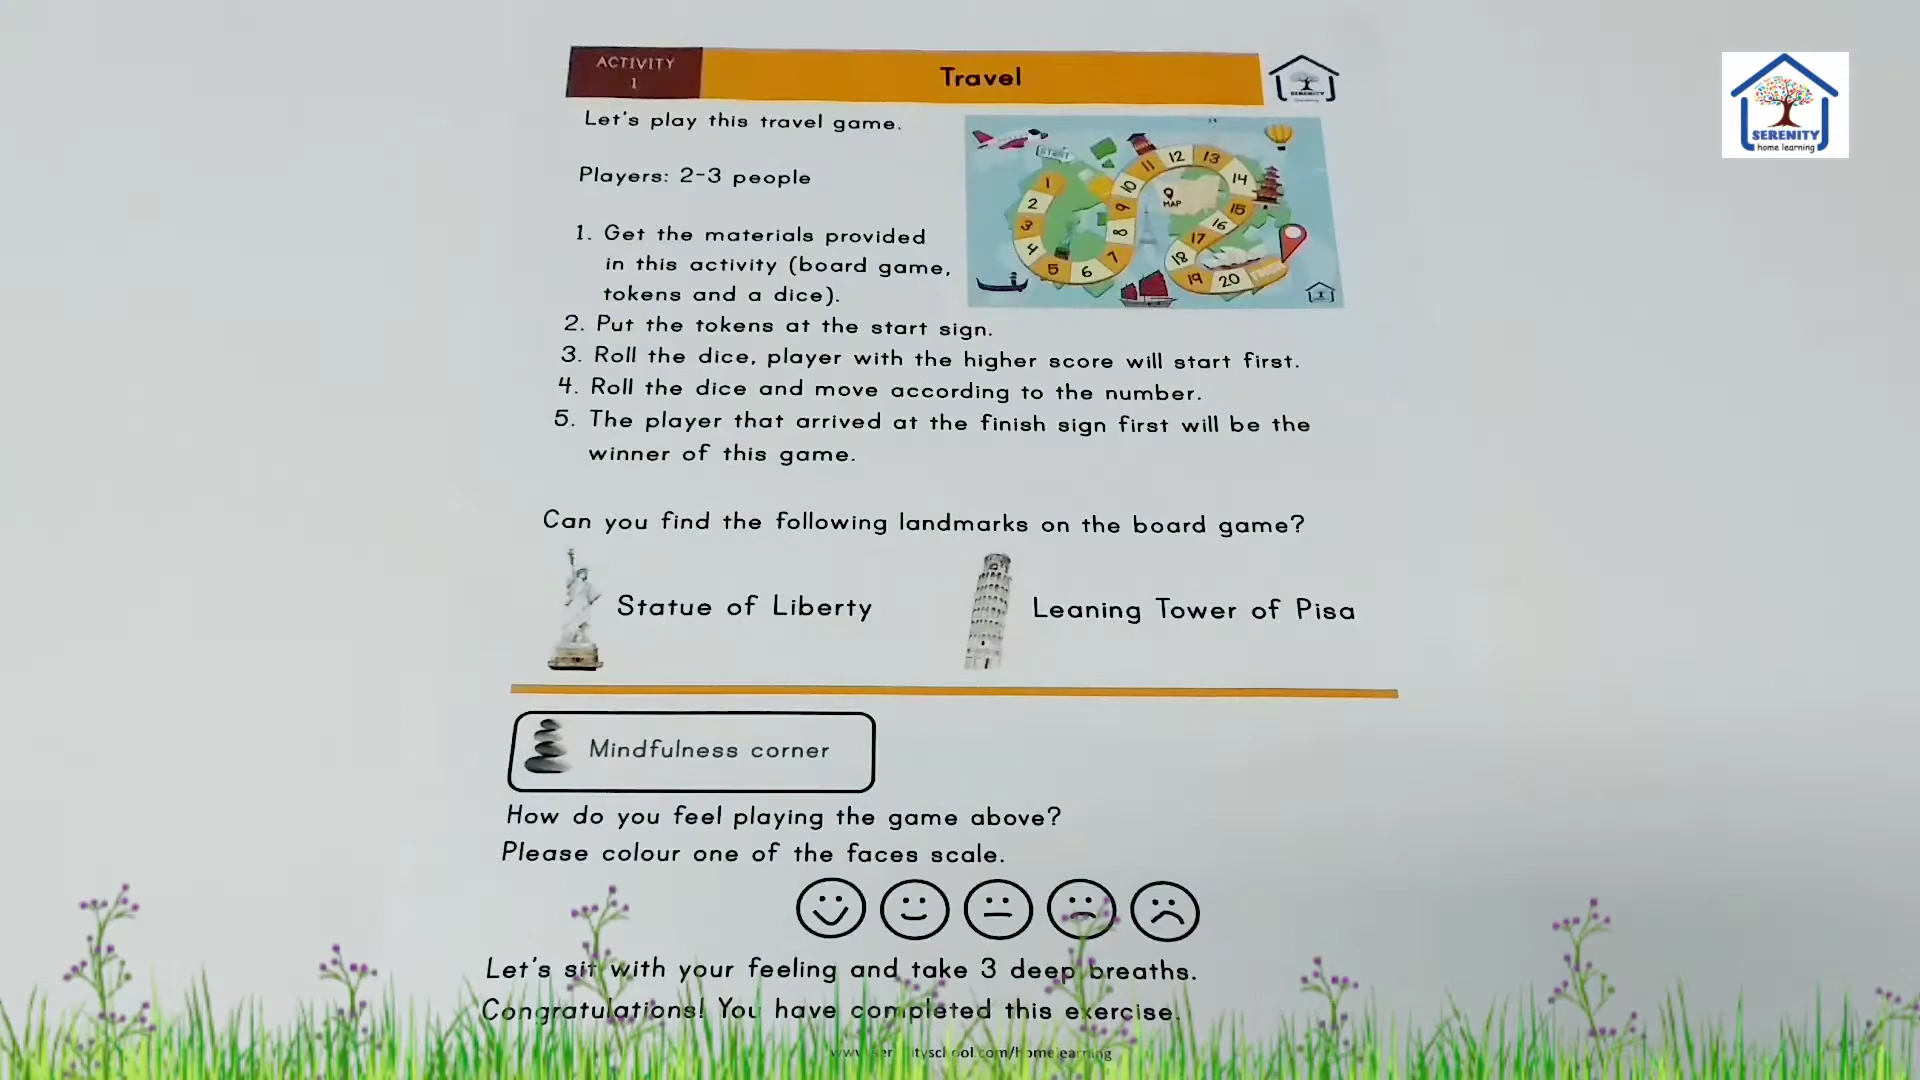 ACTIVITY
1
Travel
SERENITY
SERENITY
home learning
Let's play this travel game.
Players: 2-3 people
START
1
2
3
4
5
6
7
8
9
10
11
12
13
14
15
16
17
18
19
20
FINISH
MAP
1. Get the materials provided
in this activity (board game,
tokens and a dice).
2. Put the tokens at the start sign.
3. Roll the dice, player with the higher score will start first.
4. Roll the dice and move according to the number.
5. The player that arrived at the finish sign first will be the
winner of this game.
Can you find the following landmarks on the board game?
Statue of Liberty
Leaning Tower of Pisa
Mindfulness corner
How do you feel playing the game above?
Please colour one of the faces scale.
Let's sit with your feeling and take 3 deep breaths.
Congratulations! You have completed this exercise.
www.serenityschool.com/homelearning